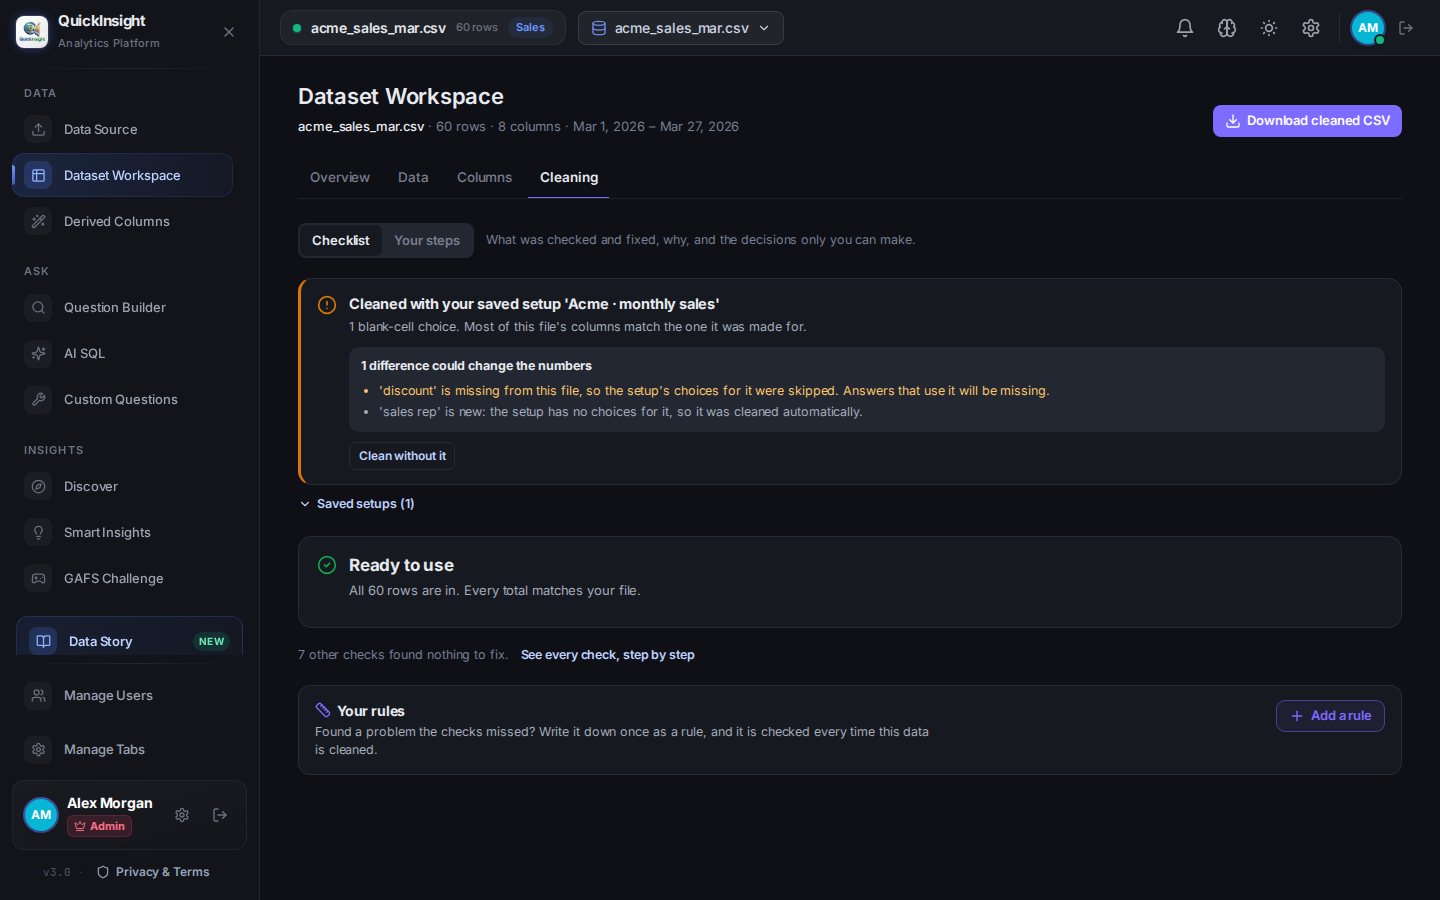 QuickInsight
Analytics Platform
DATA
Data Source
Dataset Workspace
Derived Columns
ASK
Question Builder
AI SQL
Custom Questions
INSIGHTS
Discover
Smart Insights
GAFS Challenge
Data Story NEW
Manage Users
Manage Tabs
AM Alex Morgan
Admin
v3.0 · Privacy & Terms
acme_sales_mar.csv 60 rows Sales acme_sales_mar.csv AM
Dataset Workspace
acme_sales_mar.csv · 60 rows · 8 columns · Mar 1, 2026 – Mar 27, 2026
Download cleaned CSV
Overview Data Columns Cleaning
Checklist Your steps What was checked and fixed, why, and the decisions only you can make.
Cleaned with your saved setup 'Acme · monthly sales'
1 blank-cell choice. Most of this file's columns match the one it was made for.
1 difference could change the numbers
• 'discount' is missing from this file, so the setup's choices for it were skipped. Answers that use it will be missing.
• 'sales rep' is new: the setup has no choices for it, so it was cleaned automatically.
Clean without it
Saved setups (1)
Ready to use
All 60 rows are in. Every total matches your file.
7 other checks found nothing to fix. See every check, step by step
Your rules
Found a problem the checks missed? Write it down once as a rule, and it is checked every time this data
is cleaned.
Add a rule